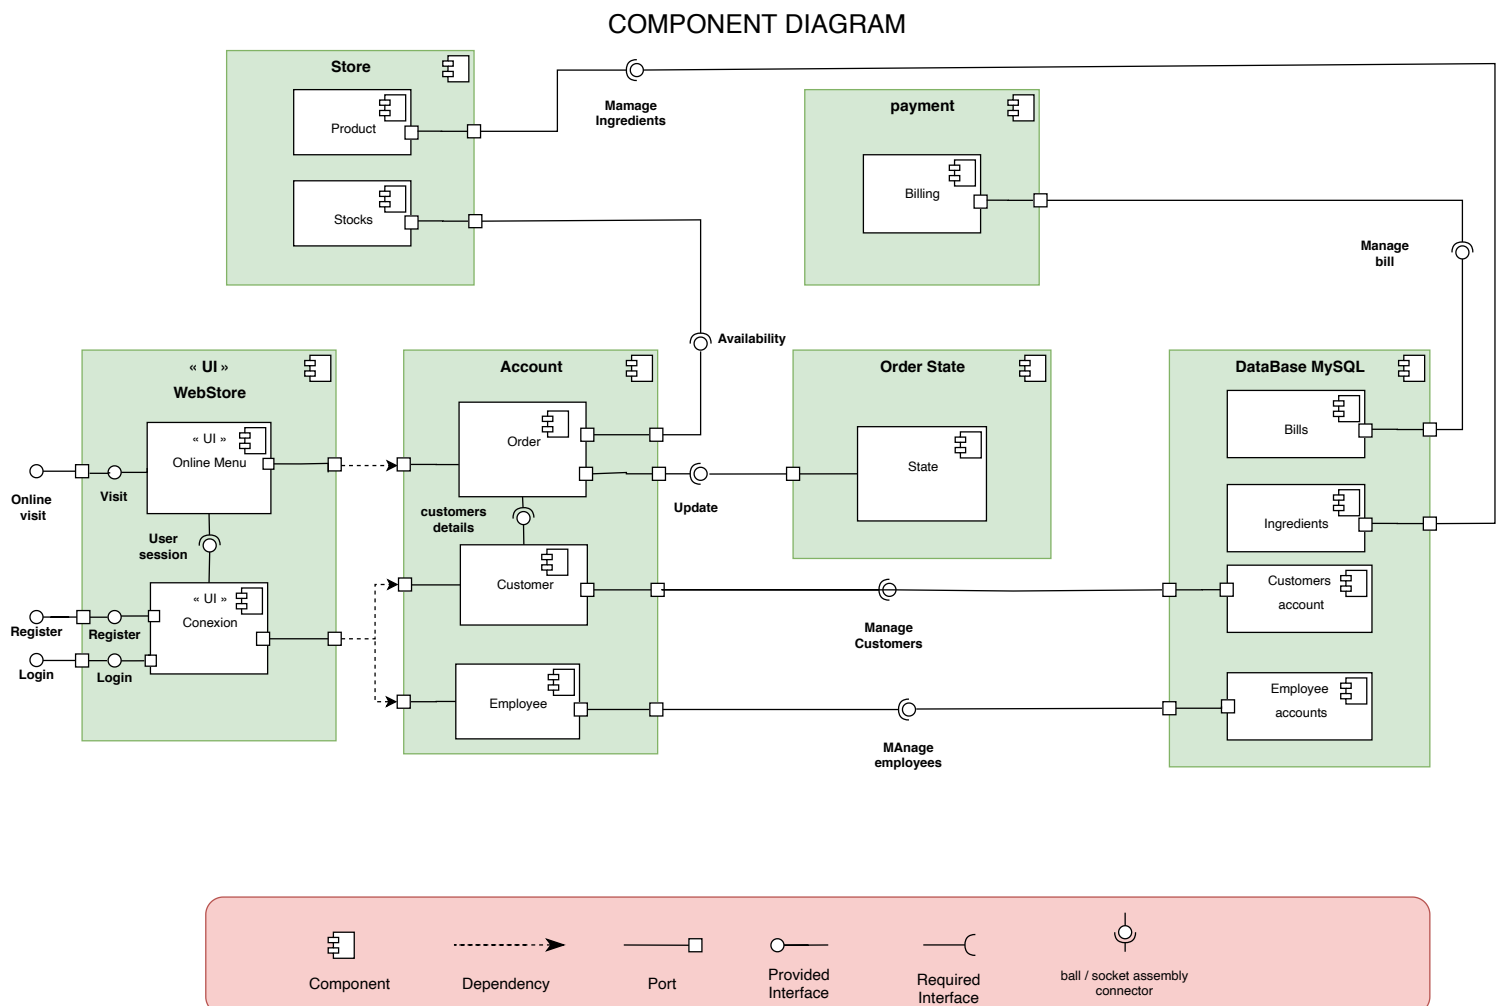 COMPONENT DIAGRAM
Store
Product
Stocks
Mamage
Ingredients
payment
Billing
Manage
bill
Availability
« UI »
WebStore
« UI »
Online Menu
Online
visit
Visit
User
session
« UI »
Conexion
Register
Register
Login
Login
Account
Order
customers
details
Customer
Employee
Update
Order State
State
Manage
Customers
MAnage
employees
DataBase MySQL
Bills
Ingredients
Customers
account
Employee
accounts
Component
Dependency
Port
Provided
Interface
Required
Interface
ball / socket assembly
connector